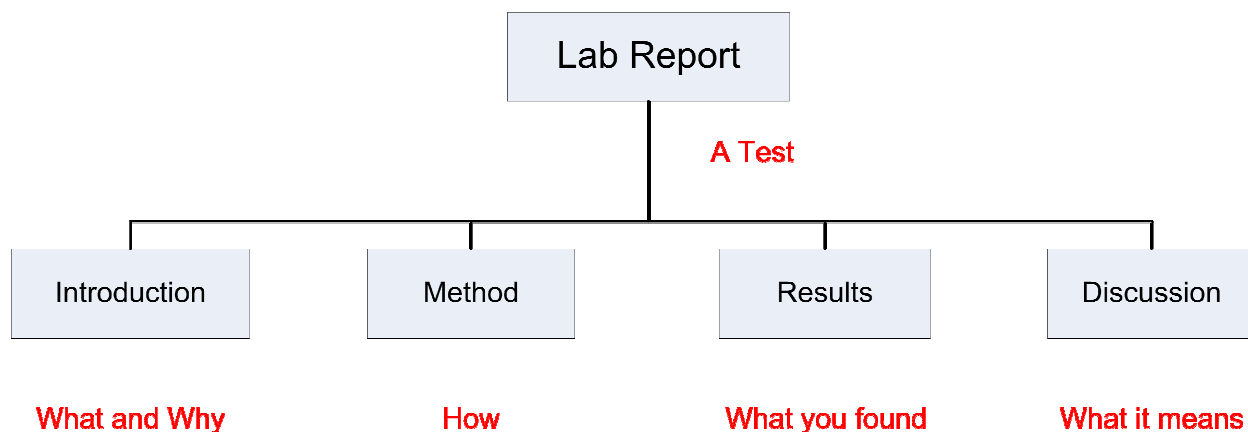 Lab Report
A Test
Introduction
Method
Results
Discussion
What and Why
How
What you found
What it means